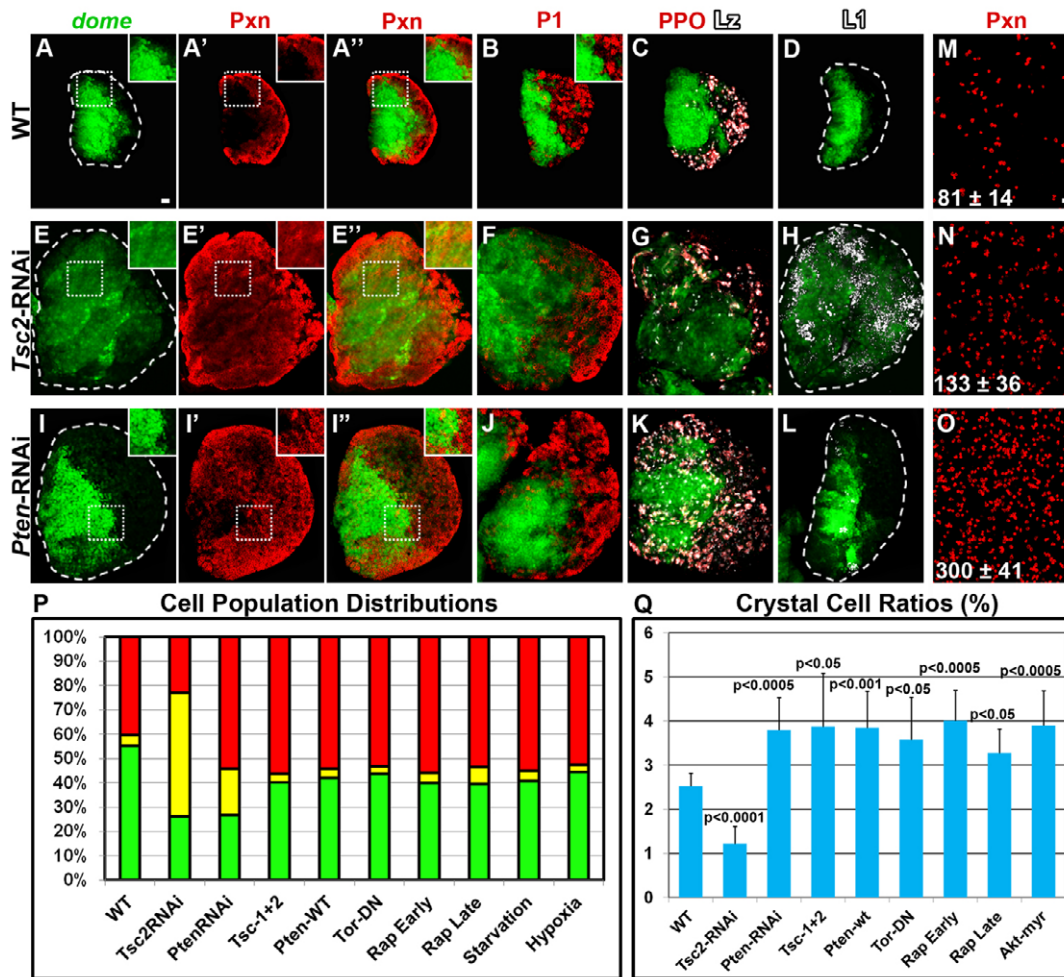 dome Pxn Pxn P1 PPO Lz L1 Pxn
WT
A A' A'' B C D M
81 ± 14
Tsc2-RNAi
E E' E'' F G H N
133 ± 36
Pten-RNAi
I I' I'' J K L O
300 ± 41
P Cell Population Distributions
100%
90%
80%
70%
60%
50%
40%
30%
20%
10%
0%
WT Tsc2RNAi PtenRNAi Tsc-1+2 Pten-WT Tor-DN Rap Early Rap Late Starvation Hypoxia
Q Crystal Cell Ratios (%)
6
5
4
3
2
1
0
p<0.0001 p<0.0005 p<0.05 p<0.001 p<0.05 p<0.0005 p<0.05 p<0.0005
WT Tsc2-RNAi Pten-RNAi Tsc-1+2 Pten-wt Tor-DN Rap Early Rap Late Akt-myr